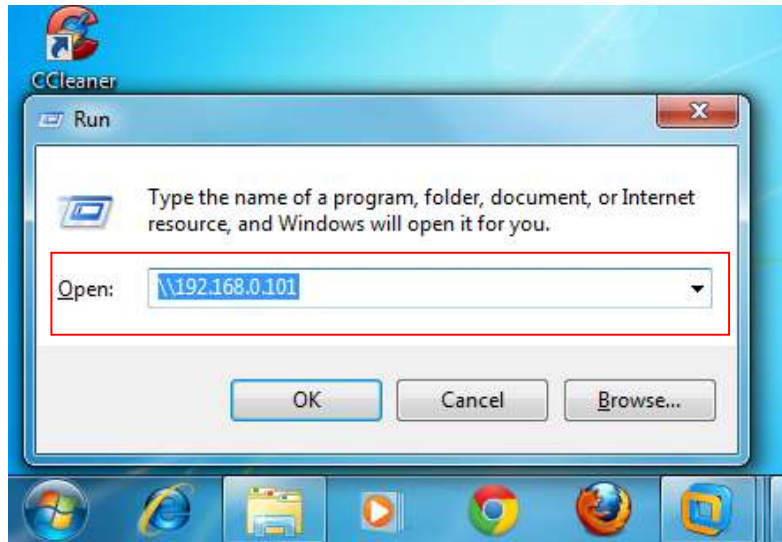 CCleaner
Run
Type the name of a program, folder, document, or Internet
resource, and Windows will open it for you.
Open: \\192.168.0.101
OK Cancel Browse...